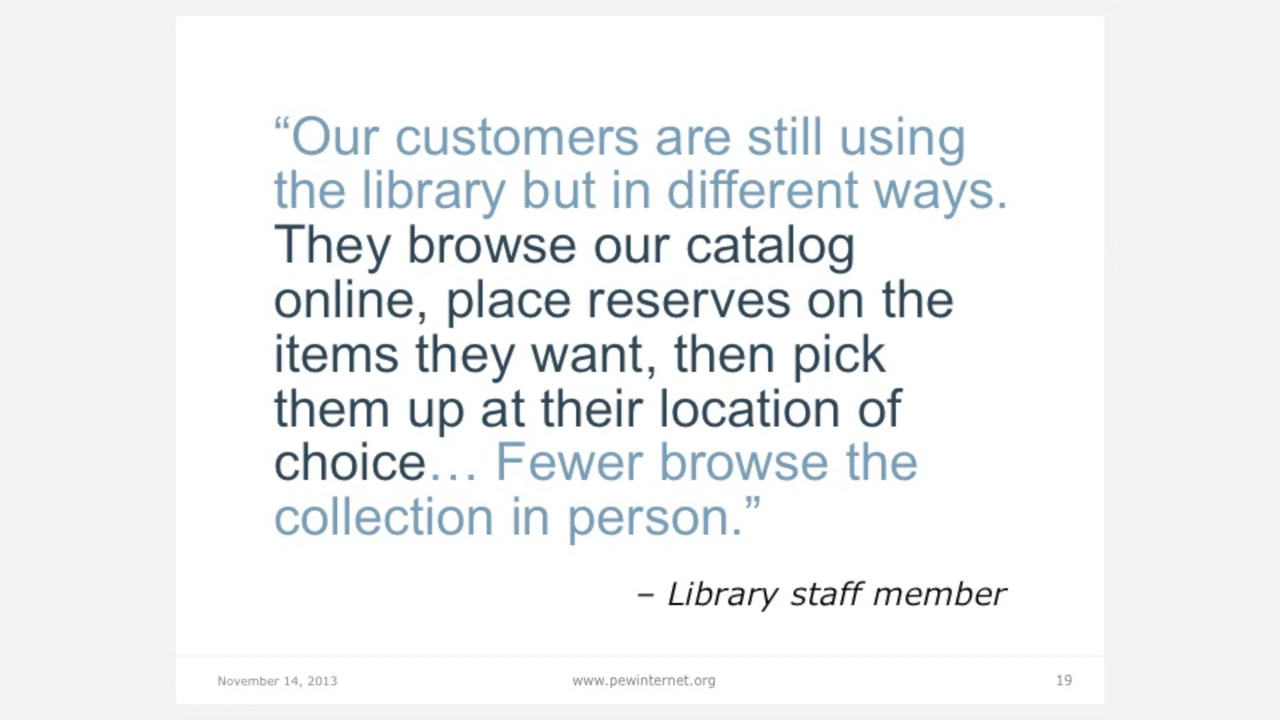 “Our customers are still using
the library but in different ways.
They browse our catalog
online, place reserves on the
items they want, then pick
them up at their location of
choice… Fewer browse the
collection in person.”
– Library staff member
November 14, 2013
www.pewinternet.org
19